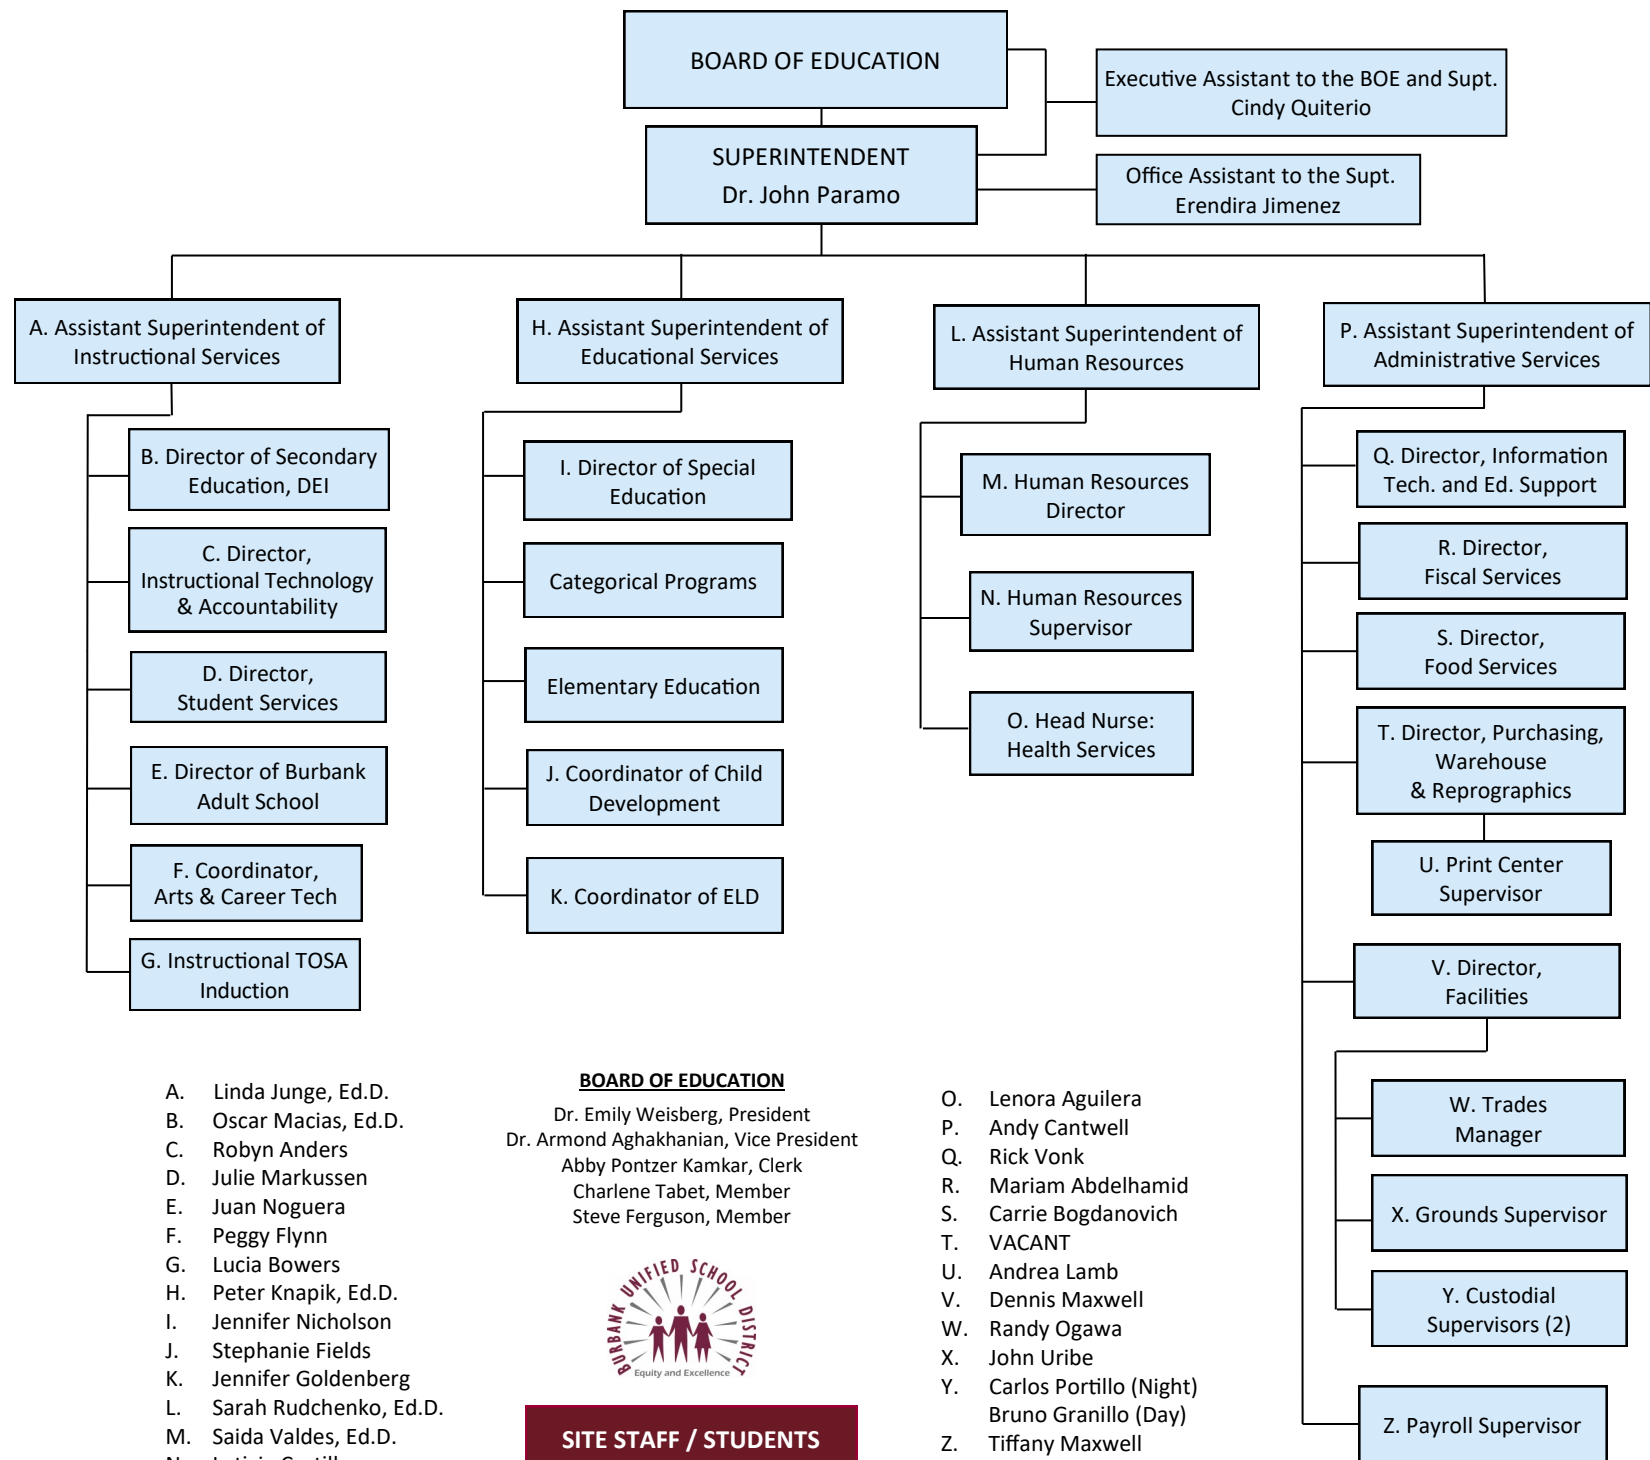 BOARD OF EDUCATION
Executive Assistant to the BOE and Supt.
Cindy Quiterio
SUPERINTENDENT
Dr. John Paramo
Office Assistant to the Supt.
Erendira Jimenez
A. Assistant Superintendent of
Instructional Services
B. Director of Secondary
Education, DEI
C. Director,
Instructional Technology
& Accountability
D. Director,
Student Services
E. Director of Burbank
Adult School
F. Coordinator,
Arts & Career Tech
G. Instructional TOSA
Induction
H. Assistant Superintendent of
Educational Services
I. Director of Special
Education
Categorical Programs
Elementary Education
J. Coordinator of Child
Development
K. Coordinator of ELD
L. Assistant Superintendent of
Human Resources
M. Human Resources
Director
N. Human Resources
Supervisor
O. Head Nurse:
Health Services
P. Assistant Superintendent of
Administrative Services
Q. Director, Information
Tech. and Ed. Support
R. Director,
Fiscal Services
S. Director,
Food Services
T. Director, Purchasing,
Warehouse
& Reprographics
U. Print Center
Supervisor
V. Director,
Facilities
W. Trades
Manager
X. Grounds Supervisor
Y. Custodial
Supervisors (2)
Z. Payroll Supervisor
A. Linda Junge, Ed.D.
B. Oscar Macias, Ed.D.
C. Robyn Anders
D. Julie Markussen
E. Juan Noguera
F. Peggy Flynn
G. Lucia Bowers
H. Peter Knapik, Ed.D.
I. Jennifer Nicholson
J. Stephanie Fields
K. Jennifer Goldenberg
L. Sarah Rudchenko, Ed.D.
M. Saida Valdes, Ed.D.
BOARD OF EDUCATION
Dr. Emily Weisberg, President
Dr. Armond Aghakhanian, Vice President
Abby Pontzer Kamkar, Clerk
Charlene Tabet, Member
Steve Ferguson, Member
BURBANK UNIFIED SCHOOL DISTRICT
Equity and Excellence
SITE STAFF / STUDENTS
O. Lenora Aguilera
P. Andy Cantwell
Q. Rick Vonk
R. Mariam Abdelhamid
S. Carrie Bogdanovich
T. VACANT
U. Andrea Lamb
V. Dennis Maxwell
W. Randy Ogawa
X. John Uribe
Y. Carlos Portillo (Night)
Bruno Granillo (Day)
Z. Tiffany Maxwell